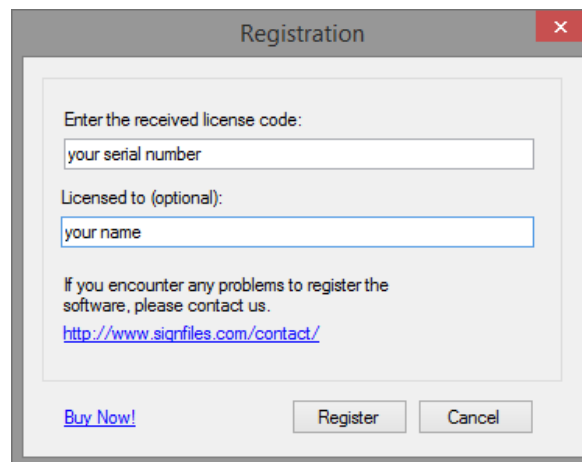 Registration
Enter the received license code:
your serial number
Licensed to (optional):
your name
If you encounter any problems to register the
software, please contact us.
http://www.signfiles.com/contact/
Buy Now!
Register
Cancel